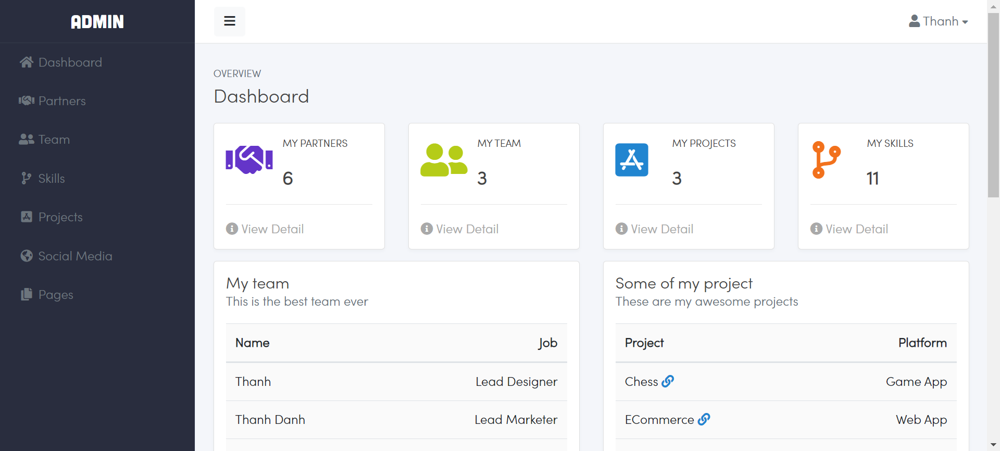 ADMIN
Thanh
Dashboard
Partners
Team
Skills
Projects
Social Media
Pages
OVERVIEW
Dashboard
MY PARTNERS
6
View Detail
MY TEAM
3
View Detail
MY PROJECTS
3
View Detail
MY SKILLS
11
View Detail
My team
This is the best team ever
Name Job
Thanh Lead Designer
Thanh Danh Lead Marketer
Some of my project
These are my awesome projects
Project Platform
Chess Game App
ECommerce Web App